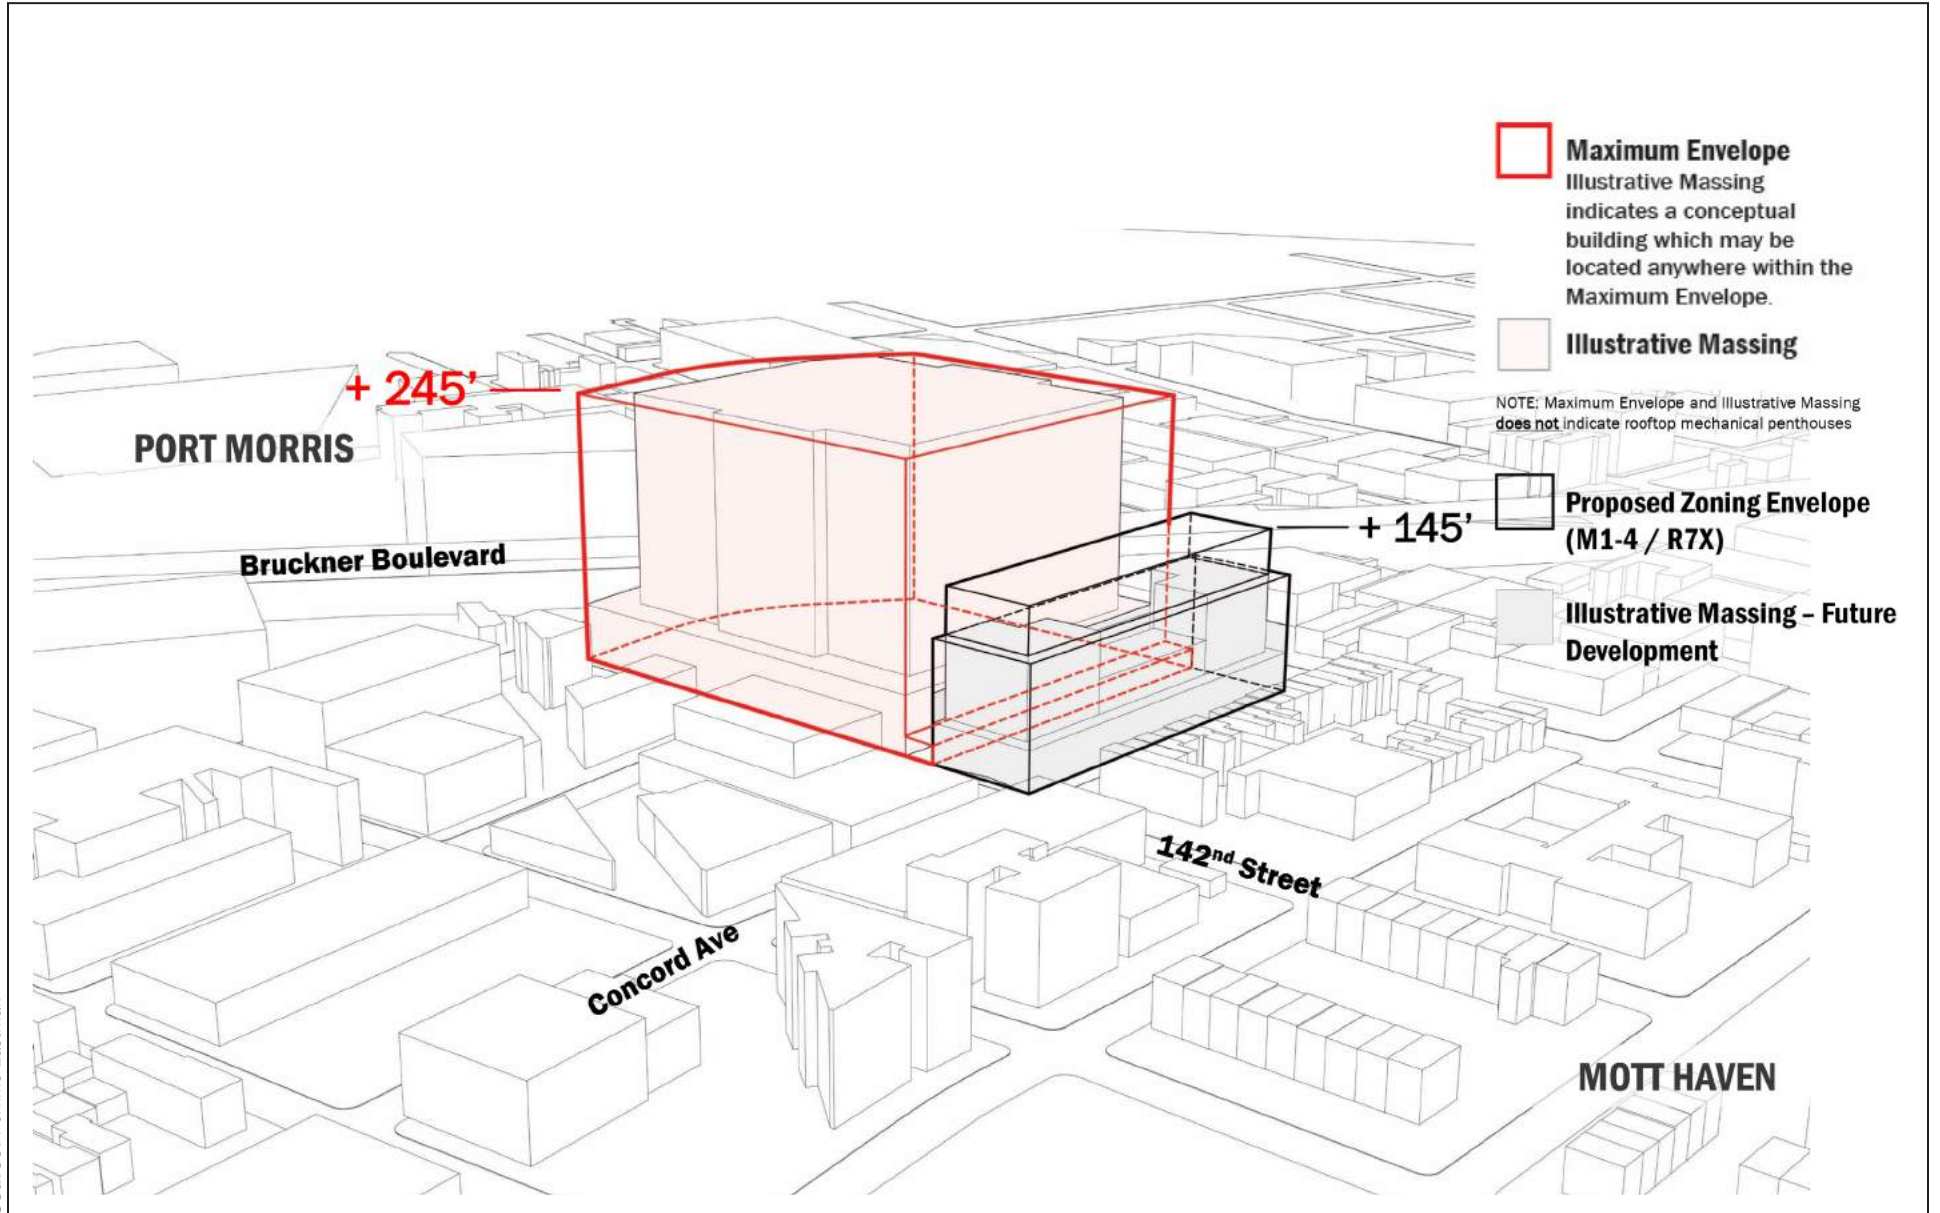 Maximum Envelope
Illustrative Massing
indicates a conceptual
building which may be
located anywhere within the
Maximum Envelope.
Illustrative Massing
NOTE: Maximum Envelope and Illustrative Massing
does not indicate rooftop mechanical penthouses
Proposed Zoning Envelope
(M1-4 / R7X)
Illustrative Massing – Future
Development
+ 245’
PORT MORRIS
+ 145’
Bruckner Boulevard
142nd Street
Concord Ave
MOTT HAVEN